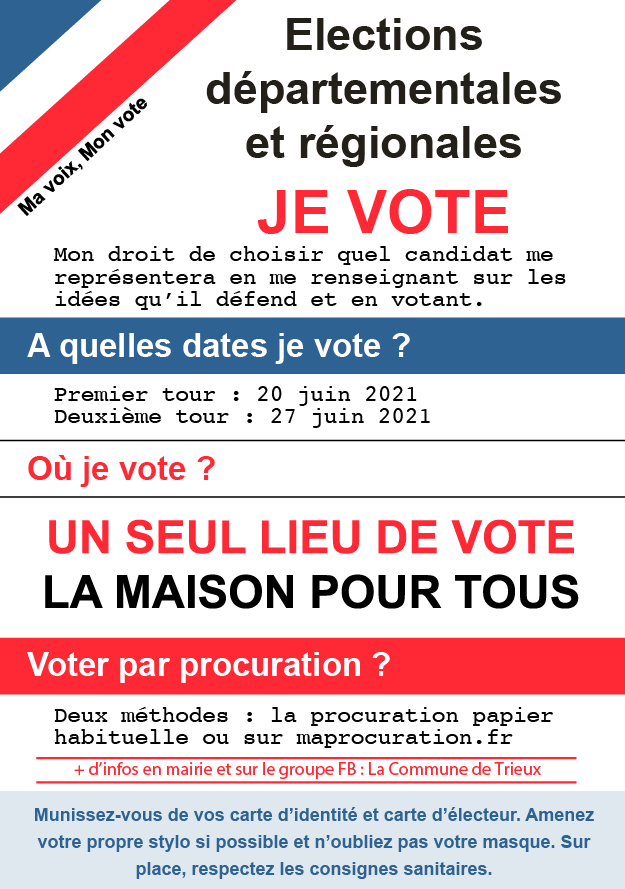 Elections
départementales
et régionales
Ma voix, Mon vote
JE VOTE
Mon droit de choisir quel candidat me
représentera en me renseignant sur les
idées qu’il défend et en votant.
A quelles dates je vote ?
Premier tour : 20 juin 2021
Deuxième tour : 27 juin 2021
Où je vote ?
UN SEUL LIEU DE VOTE
LA MAISON POUR TOUS
Voter par procuration ?
Deux méthodes : la procuration papier
habituelle ou sur maprocuration.fr
+ d’infos en mairie et sur le groupe FB : La Commune de Trieux
Munissez-vous de vos carte d’identité et carte d’électeur. Amenez
votre propre stylo si possible et n’oubliez pas votre masque. Sur
place, respectez les consignes sanitaires.